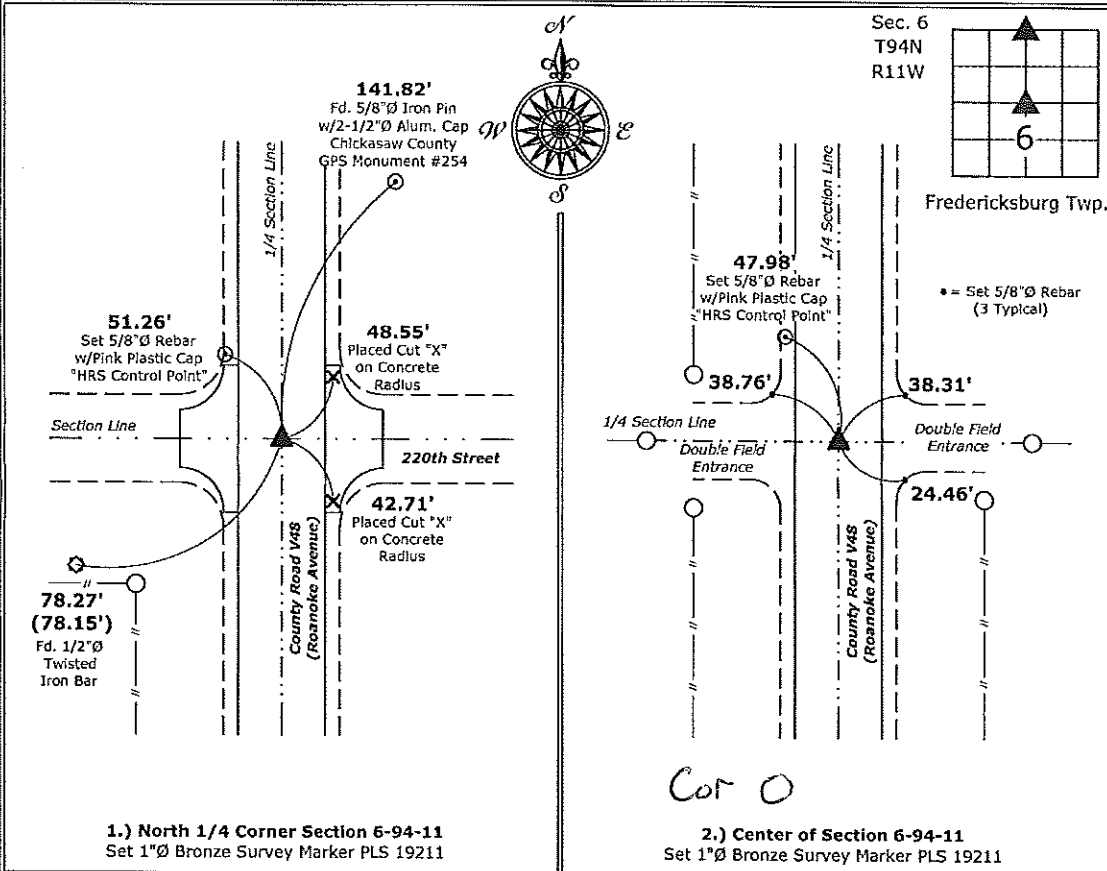 Sec. 6
T94N
R11W
6
Fredericksburg Twp.
N
W
E
S
141.82'
Fd. 5/8"Ø Iron Pin
w/2-1/2"Ø Alum. Cap
Chickasaw County
GPS Monument #254
1/4 Section Line
51.26'
Set 5/8"Ø Rebar
w/Pink Plastic Cap
"HRS Control Point"
48.55'
Placed Cut "X"
on Concrete
Radius
Section Line
220th Street
42.71'
Placed Cut "X"
on Concrete
Radius
78.27'
(78.15')
Fd. 1/2"Ø
Twisted
Iron Bar
County Road V48
(Roanoke Avenue)
1.) North 1/4 Corner Section 6-94-11
Set 1"Ø Bronze Survey Marker PLS 19211
1/4 Section Line
47.98'
Set 5/8"Ø Rebar
w/Pink Plastic Cap
"HRS Control Point"
• = Set 5/8"Ø Rebar
(3 Typical)
38.76'
38.31'
1/4 Section Line
Double Field
Entrance
Double Field
Entrance
24.46'
County Road V48
(Roanoke Avenue)
Cor O
2.) Center of Section 6-94-11
Set 1"Ø Bronze Survey Marker PLS 19211